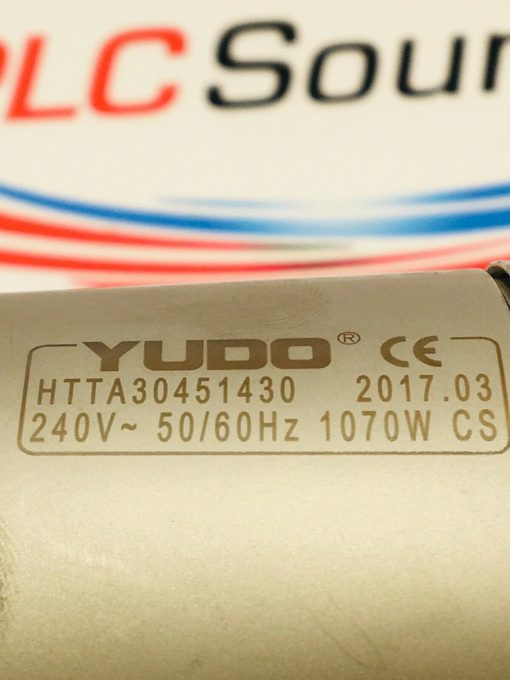 PLC Sour
YUDO® CE
HTTA30451430 2017.03
240V~ 50/60Hz 1070W CS